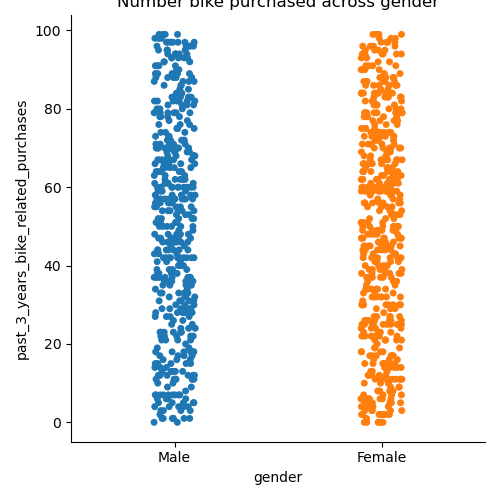 Number bike purchased across gender
100
80
60
40
20
0
past_3_years_bike_related_purchases
Male
Female
gender